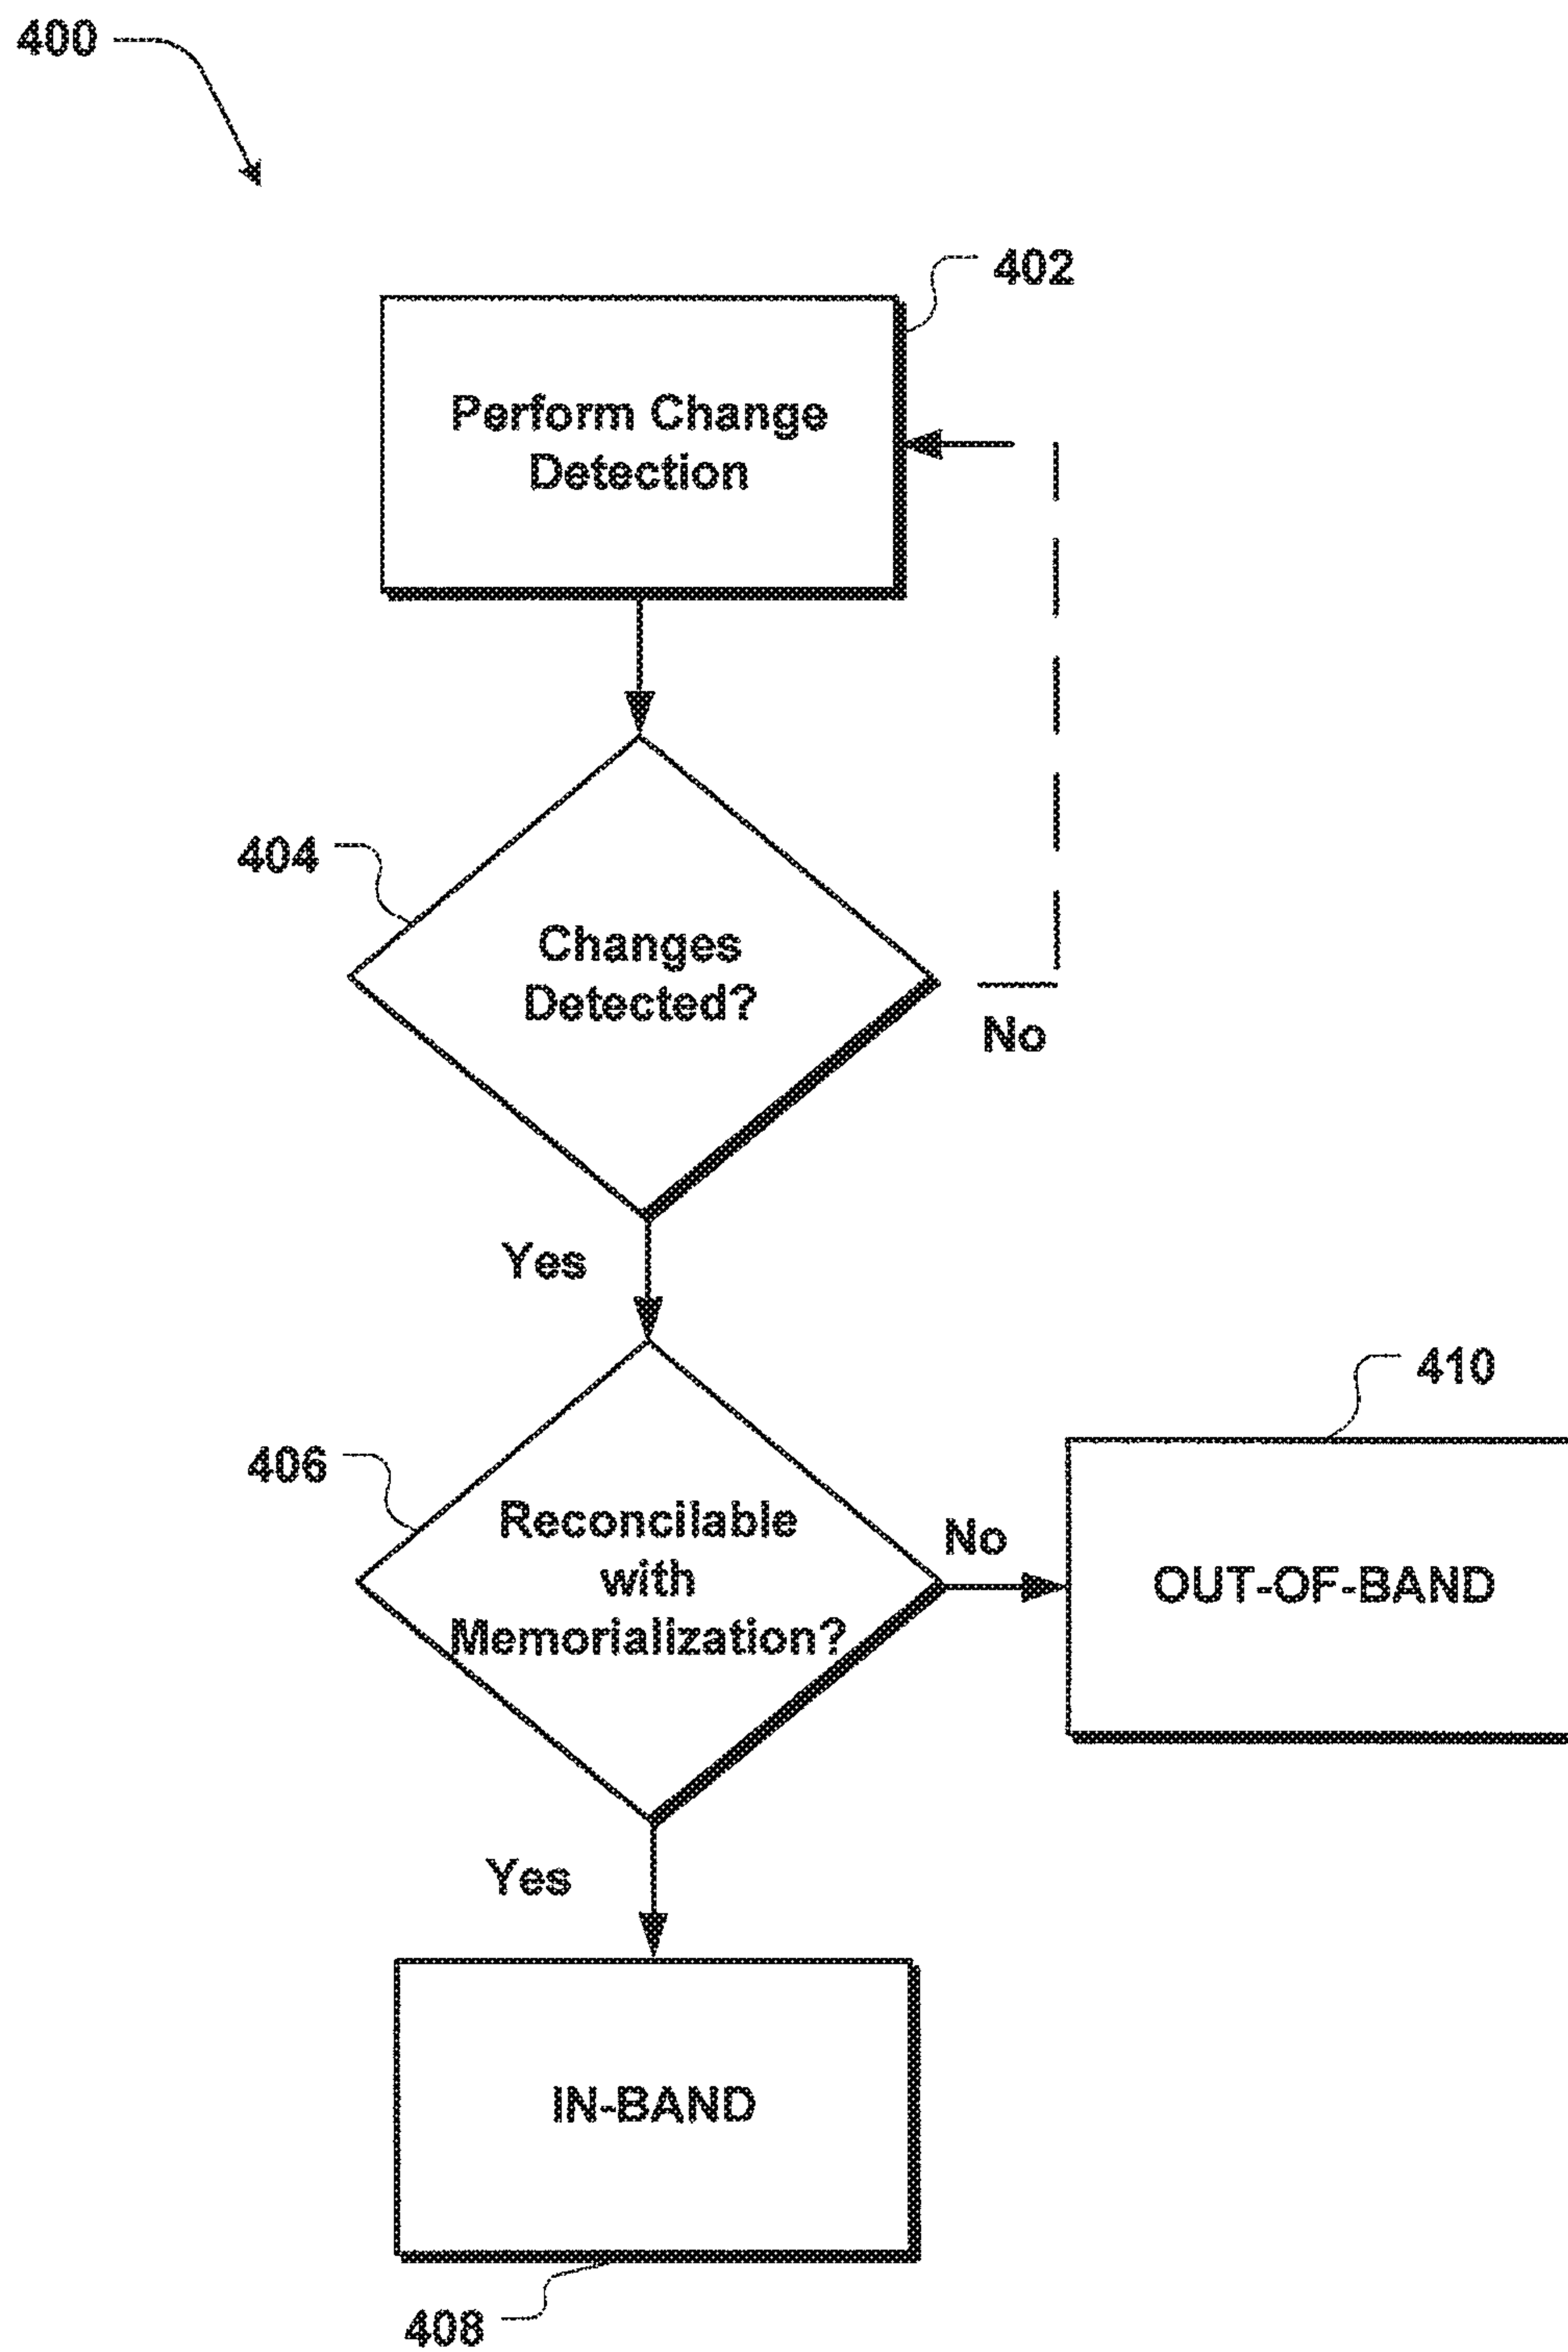 400
402
Perform Change
Detection
404
Changes
Detected?
No
Yes
410
406
Reconcilable
with
Memorialization?
No
OUT-OF-BAND
Yes
IN-BAND
408